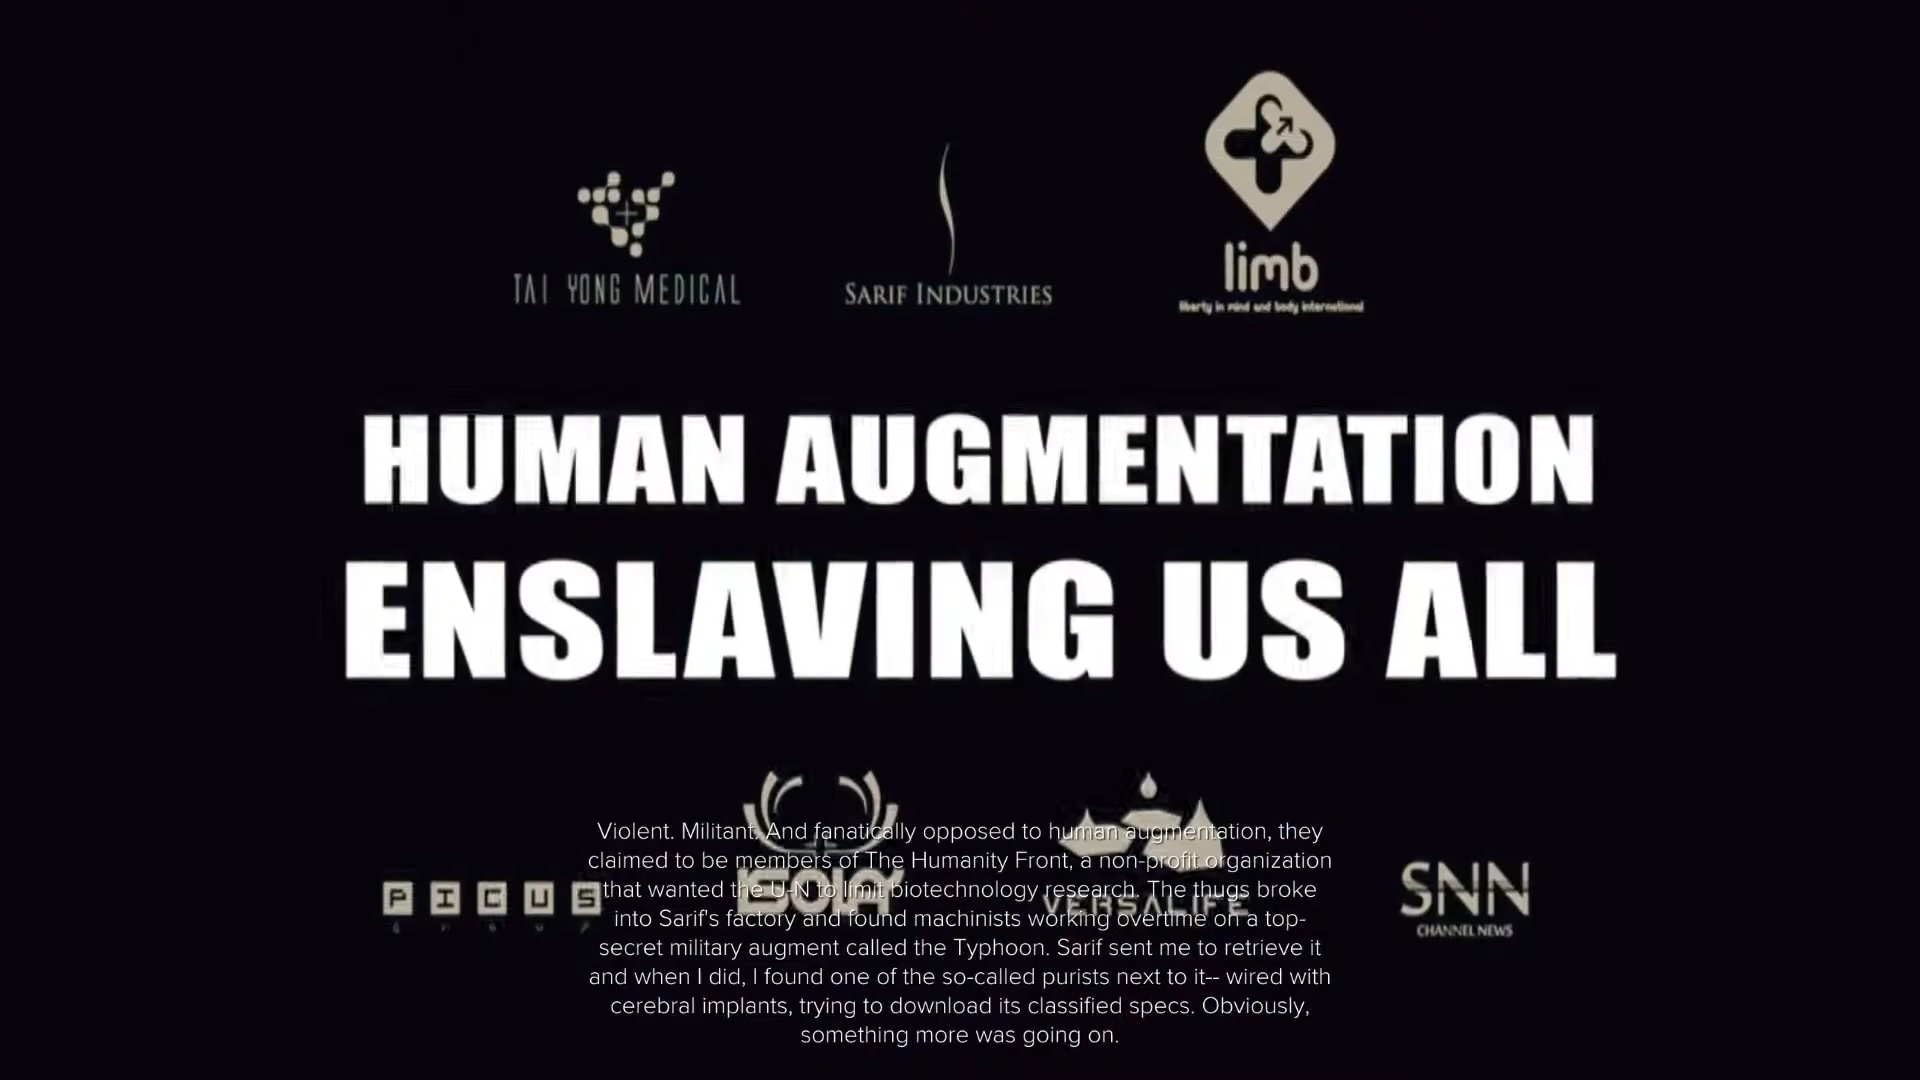 TAI YONG MEDICAL
SARIF INDUSTRIES
limb
liberty in mind and body international
HUMAN AUGMENTATION
ENSLAVING US ALL
PICUS
ISOLAY
VERSALIFE
SNN
CHANNEL NEWS
Violent. Militant. And fanatically opposed to human augmentation, they
claimed to be members of The Humanity Front, a non-profit organization
that wanted the U-N to limit biotechnology research. The thugs broke
into Sarif's factory and found machinists working overtime on a top-
secret military augment called the Typhoon. Sarif sent me to retrieve it
and when I did, I found one of the so-called purists next to it-- wired with
cerebral implants, trying to download its classified specs. Obviously,
something more was going on.